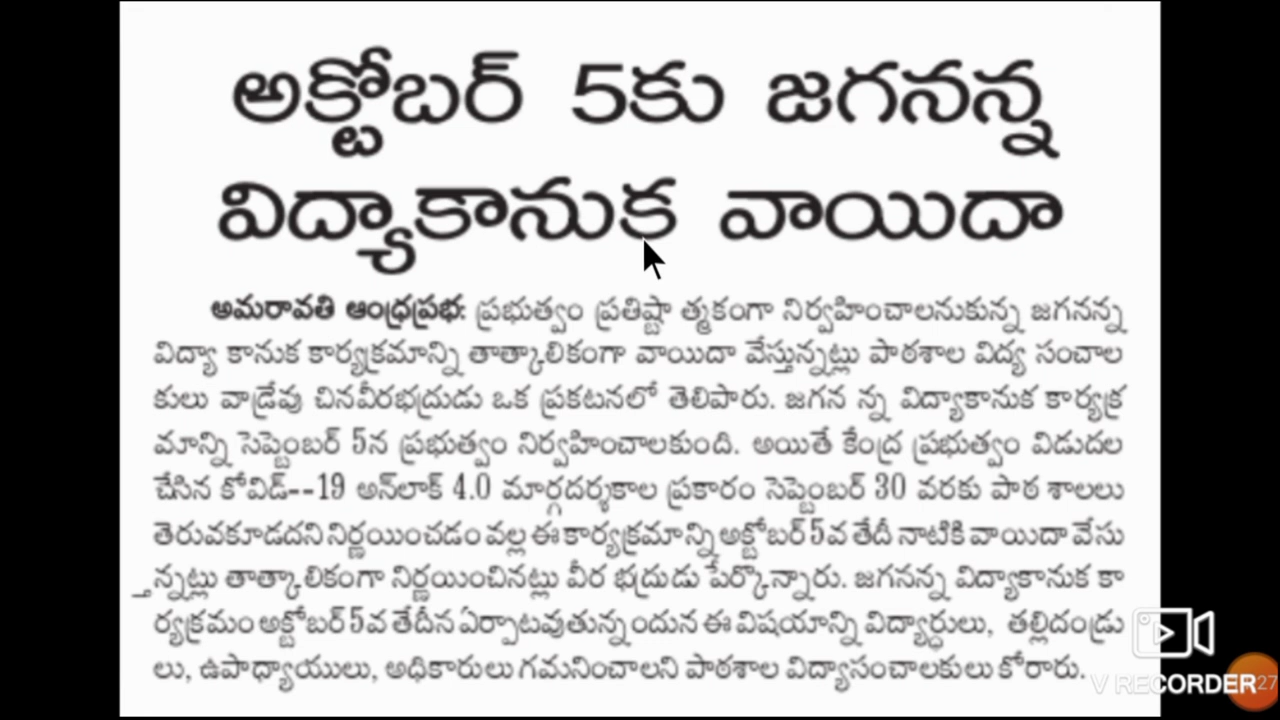 అక్టోబర్ 5కు జగనన్న
విద్యాకానుక వాయిదా
అమరావతి ఆంధ్రప్రభ: ప్రభుత్వం ప్రతిష్టా త్మకంగా నిర్వహించాలనుకున్న జగనన్న
విద్యా కానుక కార్యక్రమాన్ని తాత్కాలికంగా వాయిదా వేస్తున్నట్లు పాఠశాల విద్య సంచాల
కులు వాడ్రేవు చినవీరభద్రుడు ఒక ప్రకటనలో తెలిపారు. జగన న్న విద్యాకానుక కార్యక్ర
మాన్ని సెప్టెంబర్ 5న ప్రభుత్వం నిర్వహించాలకుంది. అయితే కేంద్ర ప్రభుత్వం విడుదల
చేసిన కోవిడ్--19 అన్‌లాక్ 4.0 మార్గదర్శకాల ప్రకారం సెప్టెంబర్ 30 వరకు పాఠ శాలలు
తెరువకూడదని నిర్ణయించడం వల్ల ఈ కార్యక్రమాన్ని అక్టోబర్ 5వ తేదీ నాటికి వాయిదా వేసు
్తన్నట్లు తాత్కాలికంగా నిర్ణయించినట్లు వీర భద్రుడు పేర్కొన్నారు. జగనన్న విద్యాకానుక కా
ర్యక్రమం అక్టోబర్ 5వ తేదీన ఏర్పాటవుతున్నందున ఈ విషయాన్ని విద్యార్థులు, తల్లిదండ్రు
లు, ఉపాధ్యాయులు, అధికారులు గమనించాలని పాఠశాల విద్యాసంచాలకులు కోరారు.
V RECORDER
27